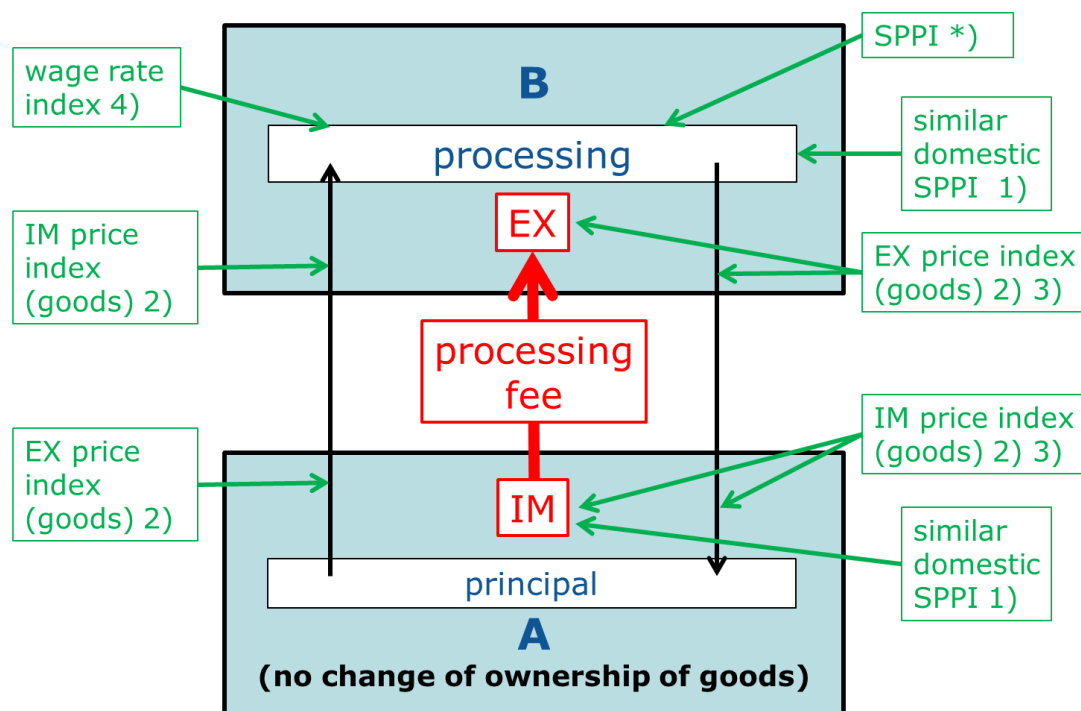 SPPI *)
wage rate
index 4)
B
similar
domestic
SPPI 1)
processing
EX
IM price
index
(goods) 2)
EX price index
(goods) 2) 3)
processing
fee
IM price index
(goods) 2) 3)
EX price
index
(goods) 2)
IM
similar
domestic
SPPI 1)
principal
A
(no change of ownership of goods)